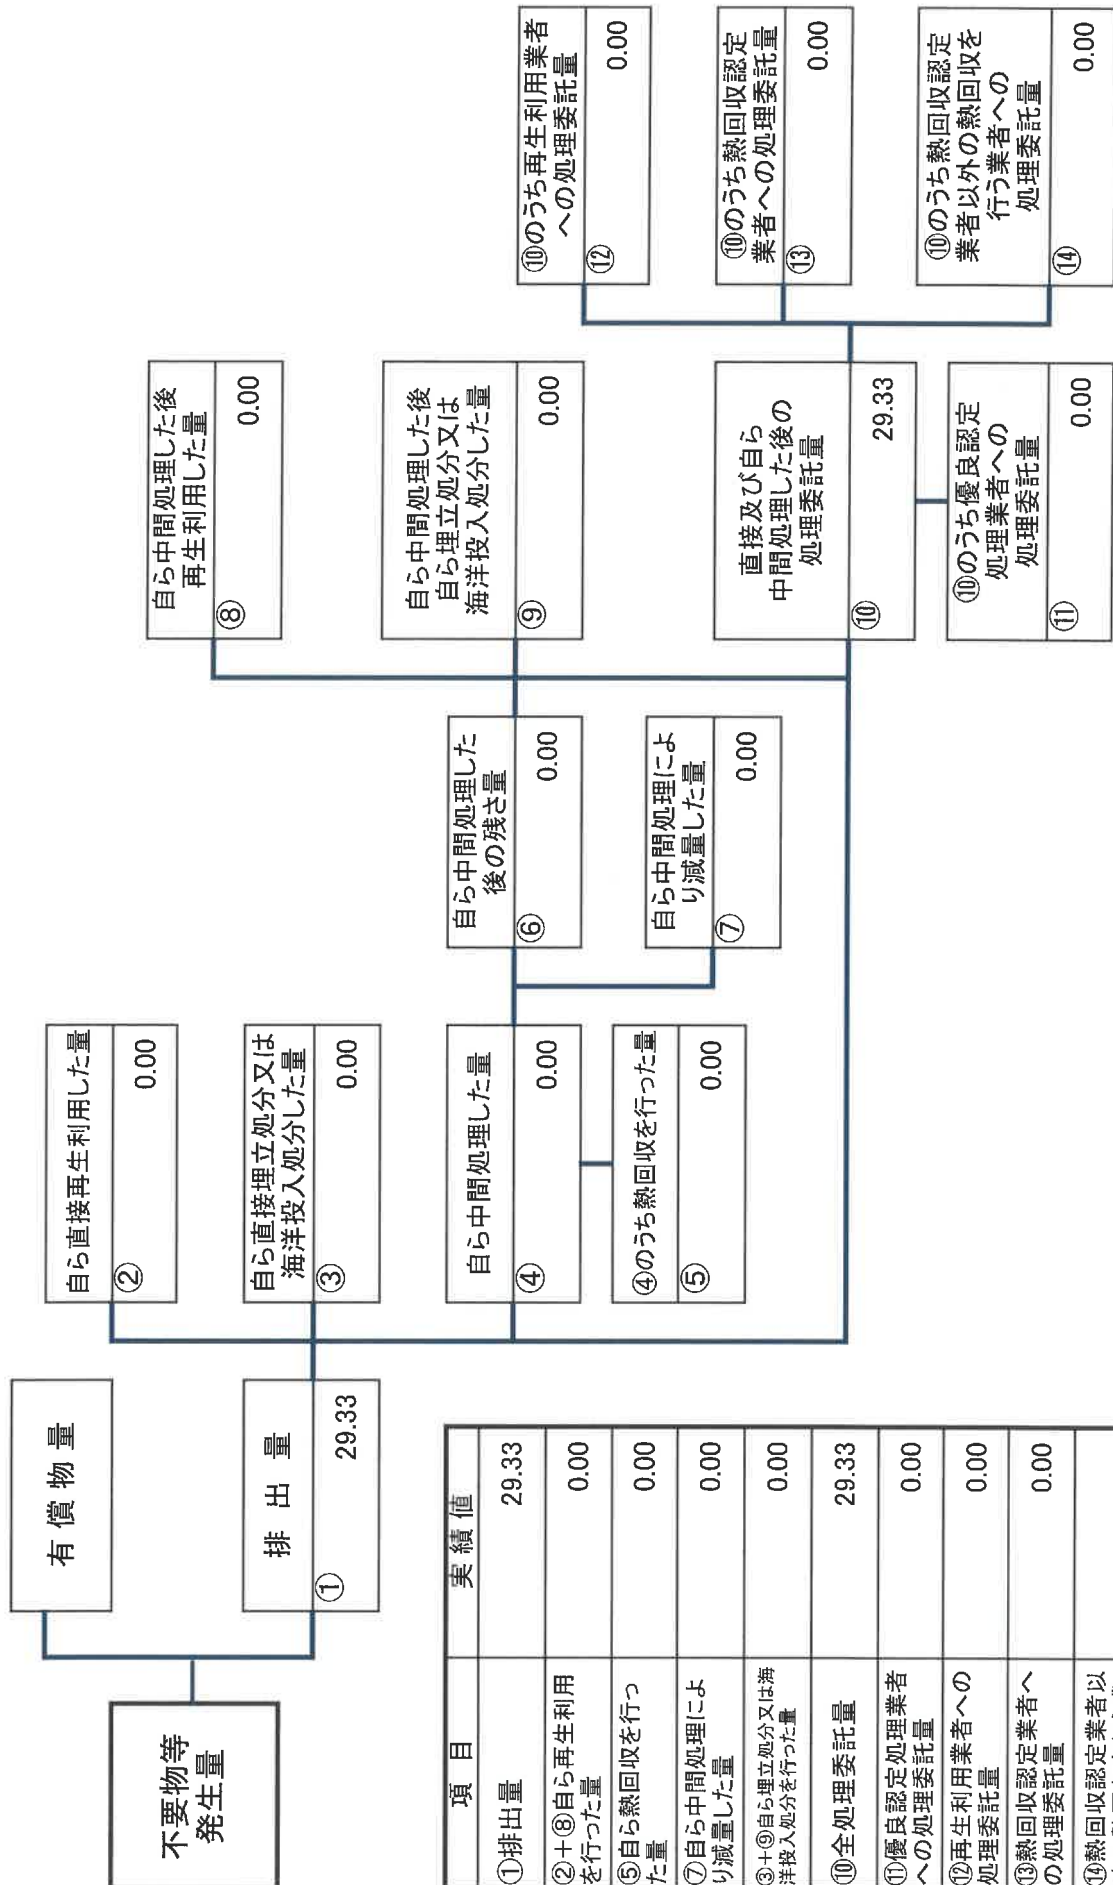 不要物等
発生量
有償物量
排出量
① 29.33
自ら直接再生利用した量
② 0.00
自ら直接埋立処分又は
海洋投入処分した量
③ 0.00
自ら中間処理した量
④ 0.00
④のうち熱回収を行った量
⑤ 0.00
自ら中間処理した
後の残さ量
⑥ 0.00
自ら中間処理によ
り減量した量
⑦ 0.00
自ら中間処理した後
再生利用した量
⑧ 0.00
自ら中間処理した後
自ら埋立処分又は
海洋投入処分した量
⑨ 0.00
直接及び自ら
中間処理した後の
処理委託量
⑩ 29.33
⑩のうち優良認定
処理業者への
処理委託量
⑪ 0.00
⑩のうち再生利用業者
への処理委託量
⑫ 0.00
⑩のうち熱回収認定
業者への処理委託量
⑬ 0.00
⑩のうち熱回収認定
業者以外の熱回収を
行う業者への
処理委託量
⑭ 0.00
項目 実績値
①排出量 29.33
②+⑧自ら再生利用
を行った量 0.00
⑤自ら熱回収を行っ
た量 0.00
⑦自ら中間処理によ
り減量した量 0.00
③+⑨自ら埋立処分又は海
洋投入処分を行った量 0.00
⑩全処理委託量 29.33
⑪優良認定処理業者
への処理委託量 0.00
⑫再生利用業者への
処理委託量 0.00
⑬熱回収認定業者へ
の処理委託量 0.00
⑭熱回収認定業者以